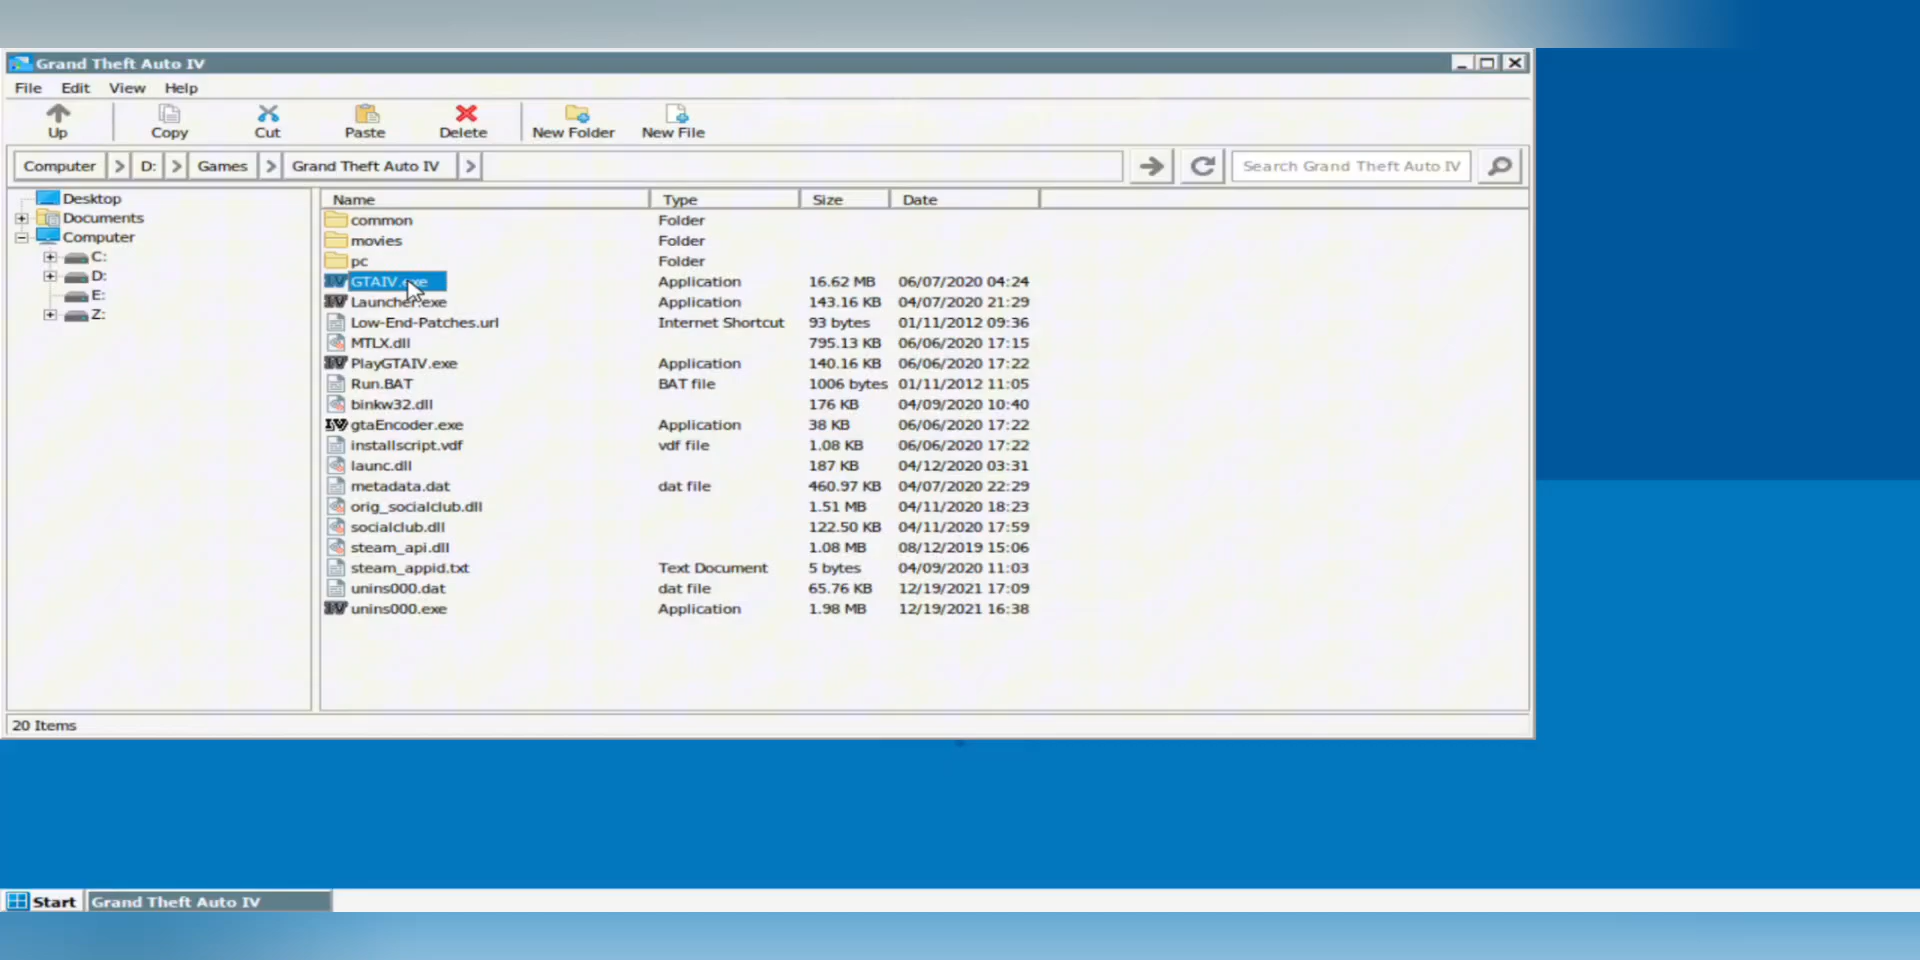 Grand Theft Auto IV
File Edit View Help
Up Copy Cut Paste Delete New Folder New File
Computer > D: > Games > Grand Theft Auto IV > Search Grand Theft Auto IV
Desktop
Documents
Computer
C:
D:
E:
Z:
Name Type Size Date
common Folder
movies Folder
pc Folder
GTAIV.exe Application 16.62 MB 06/07/2020 04:24
Launcher.exe Application 143.16 KB 04/07/2020 21:29
Low-End-Patches.url Internet Shortcut 93 bytes 01/11/2012 09:36
MTLX.dll 795.13 KB 06/06/2020 17:15
PlayGTAIV.exe Application 140.16 KB 06/06/2020 17:22
Run.BAT BAT file 1006 bytes 01/11/2012 11:05
binkw32.dll 176 KB 04/09/2020 10:40
gtaEncoder.exe Application 38 KB 06/06/2020 17:22
installscript.vdf vdf file 1.08 KB 06/06/2020 17:22
launc.dll 187 KB 04/12/2020 03:31
metadata.dat dat file 460.97 KB 04/07/2020 22:29
orig_socialclub.dll 1.51 MB 04/11/2020 18:23
socialclub.dll 122.50 KB 04/11/2020 17:59
steam_api.dll 1.08 MB 08/12/2019 15:06
steam_appid.txt Text Document 5 bytes 04/09/2020 11:03
unins000.dat dat file 65.76 KB 12/19/2021 17:09
unins000.exe Application 1.98 MB 12/19/2021 16:38
20 Items
Start Grand Theft Auto IV